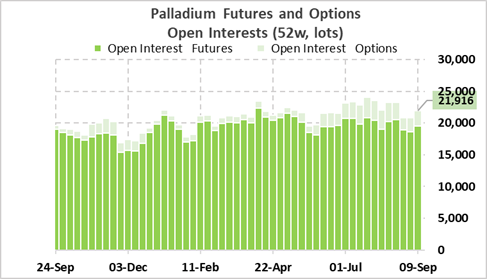 Palladium Futures and Options
Open Interests (52w, lots)
Open Interest Futures Open Interest Options
30,000
25,000
21,916
20,000
15,000
10,000
5,000
0
24-Sep 03-Dec 11-Feb 22-Apr 01-Jul 09-Sep